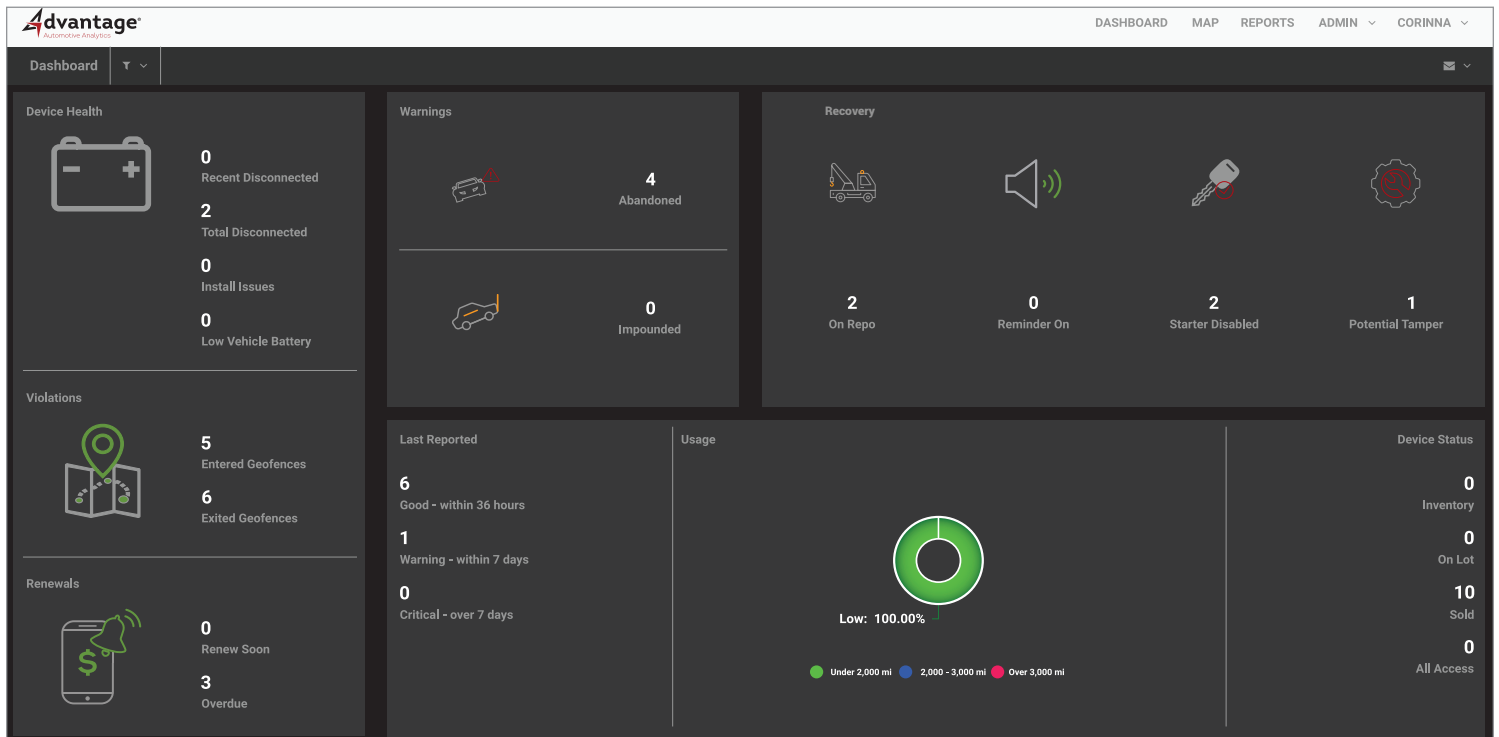 Advantage
Automotive Analytics
DASHBOARD MAP REPORTS ADMIN CORINNA
Dashboard
Device Health
0
Recent Disconnected
2
Total Disconnected
0
Install Issues
0
Low Vehicle Battery
Violations
5
Entered Geofences
6
Exited Geofences
Renewals
$
0
Renew Soon
3
Overdue
Warnings
4
Abandoned
0
Impounded
Recovery
2
On Repo
0
Reminder On
2
Starter Disabled
1
Potential Tamper
Last Reported
6
Good - within 36 hours
1
Warning - within 7 days
0
Critical - over 7 days
Usage
Low: 100.00%
Under 2,000 mi 2,000 - 3,000 mi Over 3,000 mi
Device Status
0
Inventory
0
On Lot
10
Sold
0
All Access